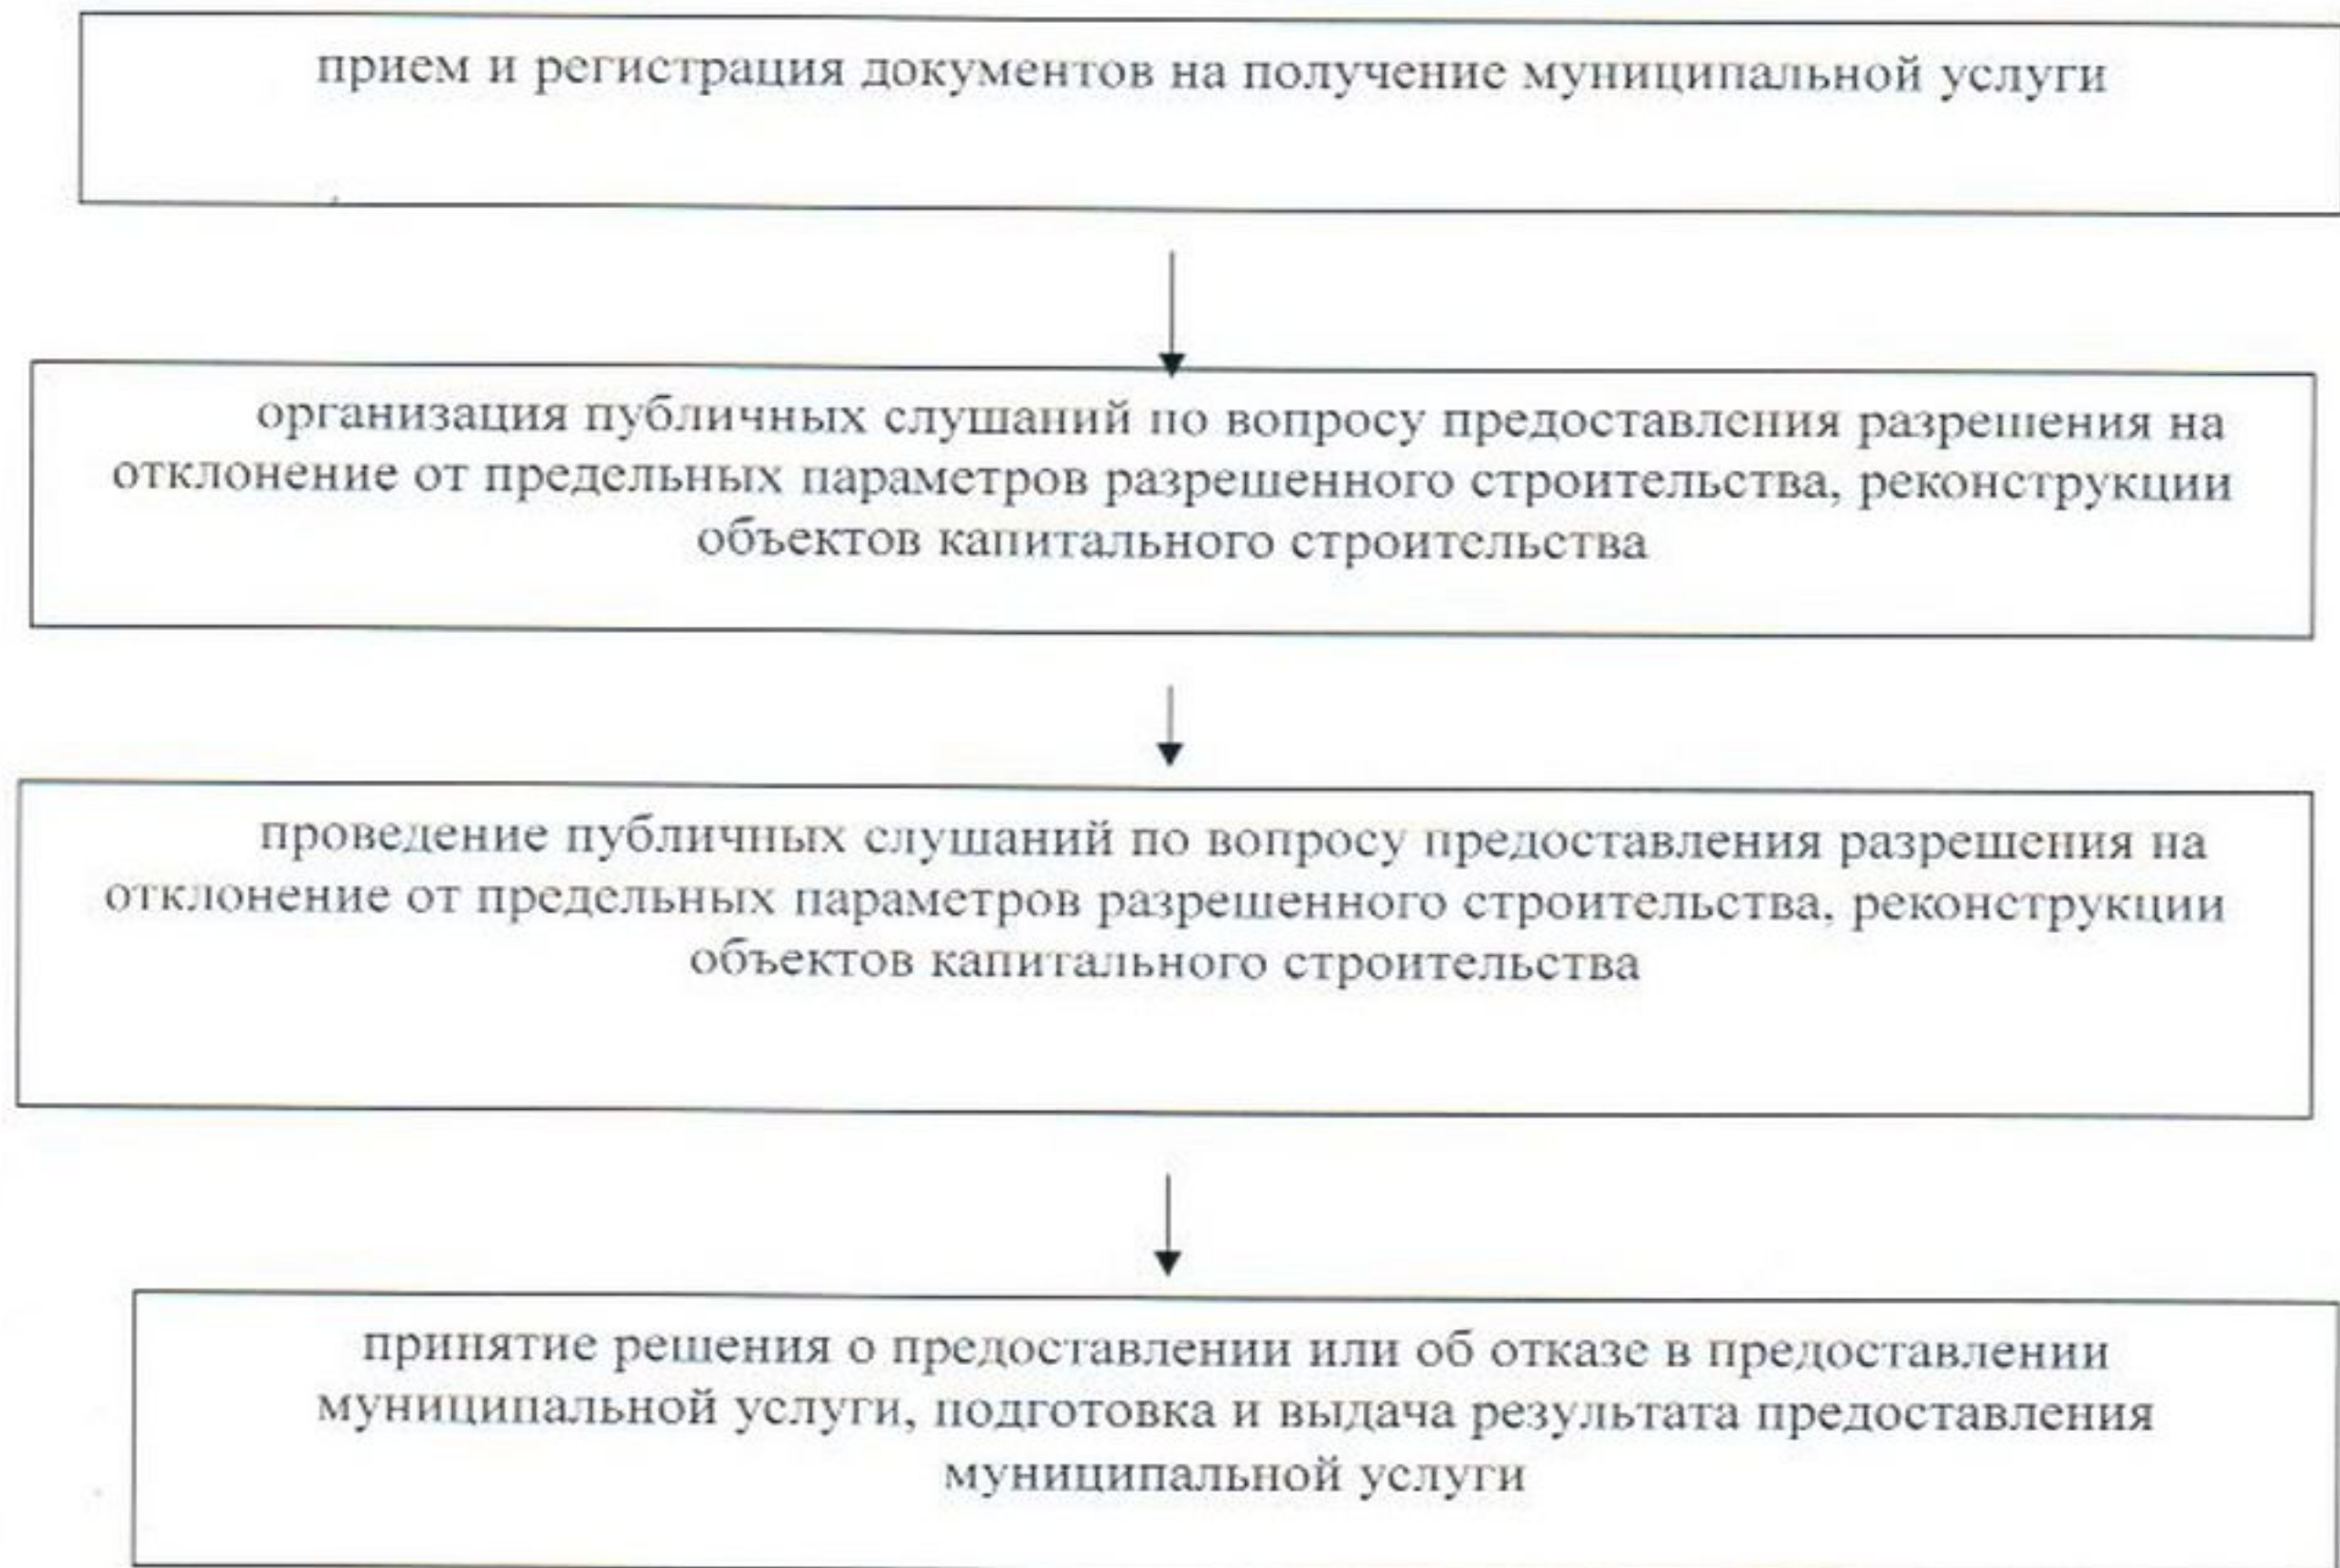 прием и регистрация документов на получение муниципальной услуги
организация публичных слушаний по вопросу предоставления разрешения на
отклонение от предельных параметров разрешенного строительства, реконструкции
объектов капитального строительства
проведение публичных слушаний по вопросу предоставления разрешения на
отклонение от предельных параметров разрешенного строительства, реконструкции
объектов капитального строительства
принятие решения о предоставлении или об отказе в предоставлении
муниципальной услуги, подготовка и выдача результата предоставления
муниципальной услуги